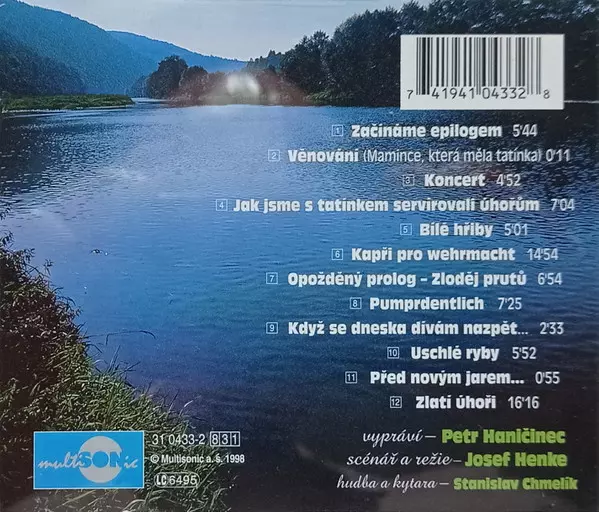 7 41941 04332 8
1 Začínáme epilogem 5'44
2 Věnování (Mamince, která měla tatínka) 0'11
3 Koncert 4'52
4 Jak jsme s tatínkem servírovali úhorům 7'04
5 Bílé hřiby 5'01
6 Kapři pro wehrmacht 14'54
7 Opožděný prolog – Zloděj prutů 6'54
8 Pumprdentlich 7'25
9 Když se dneska dívám nazpět... 2'33
10 Uschlé ryby 5'52
11 Před novým jarem... 0'55
12 Zlatí úhoři 16'16
vypráví – Petr Haničinec
scénář a režie – Josef Henke
hudba a kytara – Stanislav Chmelík
multiSONic
31 0433-2 831
℗ © Multisonic a. s. 1998
LC 6495